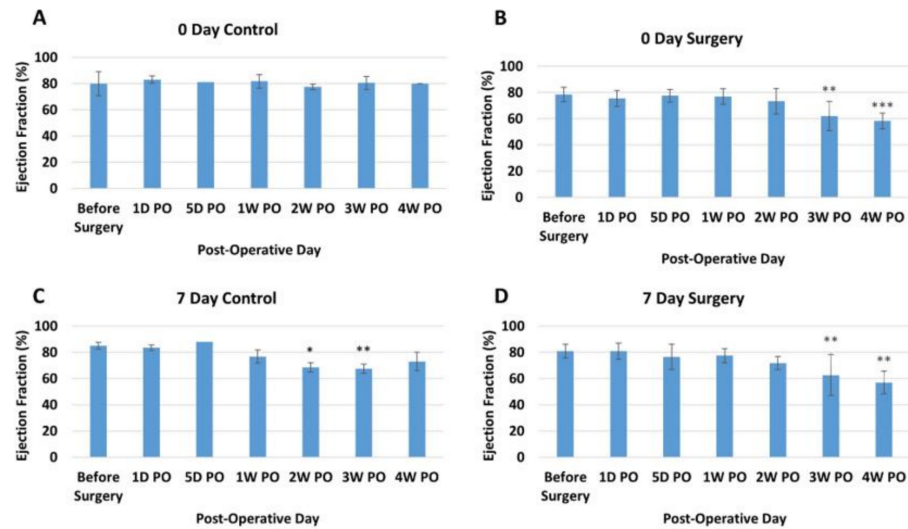 A
0 Day Control
Ejection Fraction (%)
100
80
60
40
20
0
Before Surgery 1D PO 5D PO 1W PO 2W PO 3W PO 4W PO
Post-Operative Day
B
0 Day Surgery
Ejection Fraction (%)
100
80
60
40
20
0
**
***
Before Surgery 1D PO 5D PO 1W PO 2W PO 3W PO 4W PO
Post-Operative Day
C
7 Day Control
Ejection Fraction (%)
100
80
60
40
20
0
*
**
Before Surgery 1D PO 5D PO 1W PO 2W PO 3W PO 4W PO
Post-Operative Day
D
7 Day Surgery
Ejection Fraction (%)
100
80
60
40
20
0
**
**
Before Surgery 1D PO 5D PO 1W PO 2W PO 3W PO 4W PO
Post-Operative Day